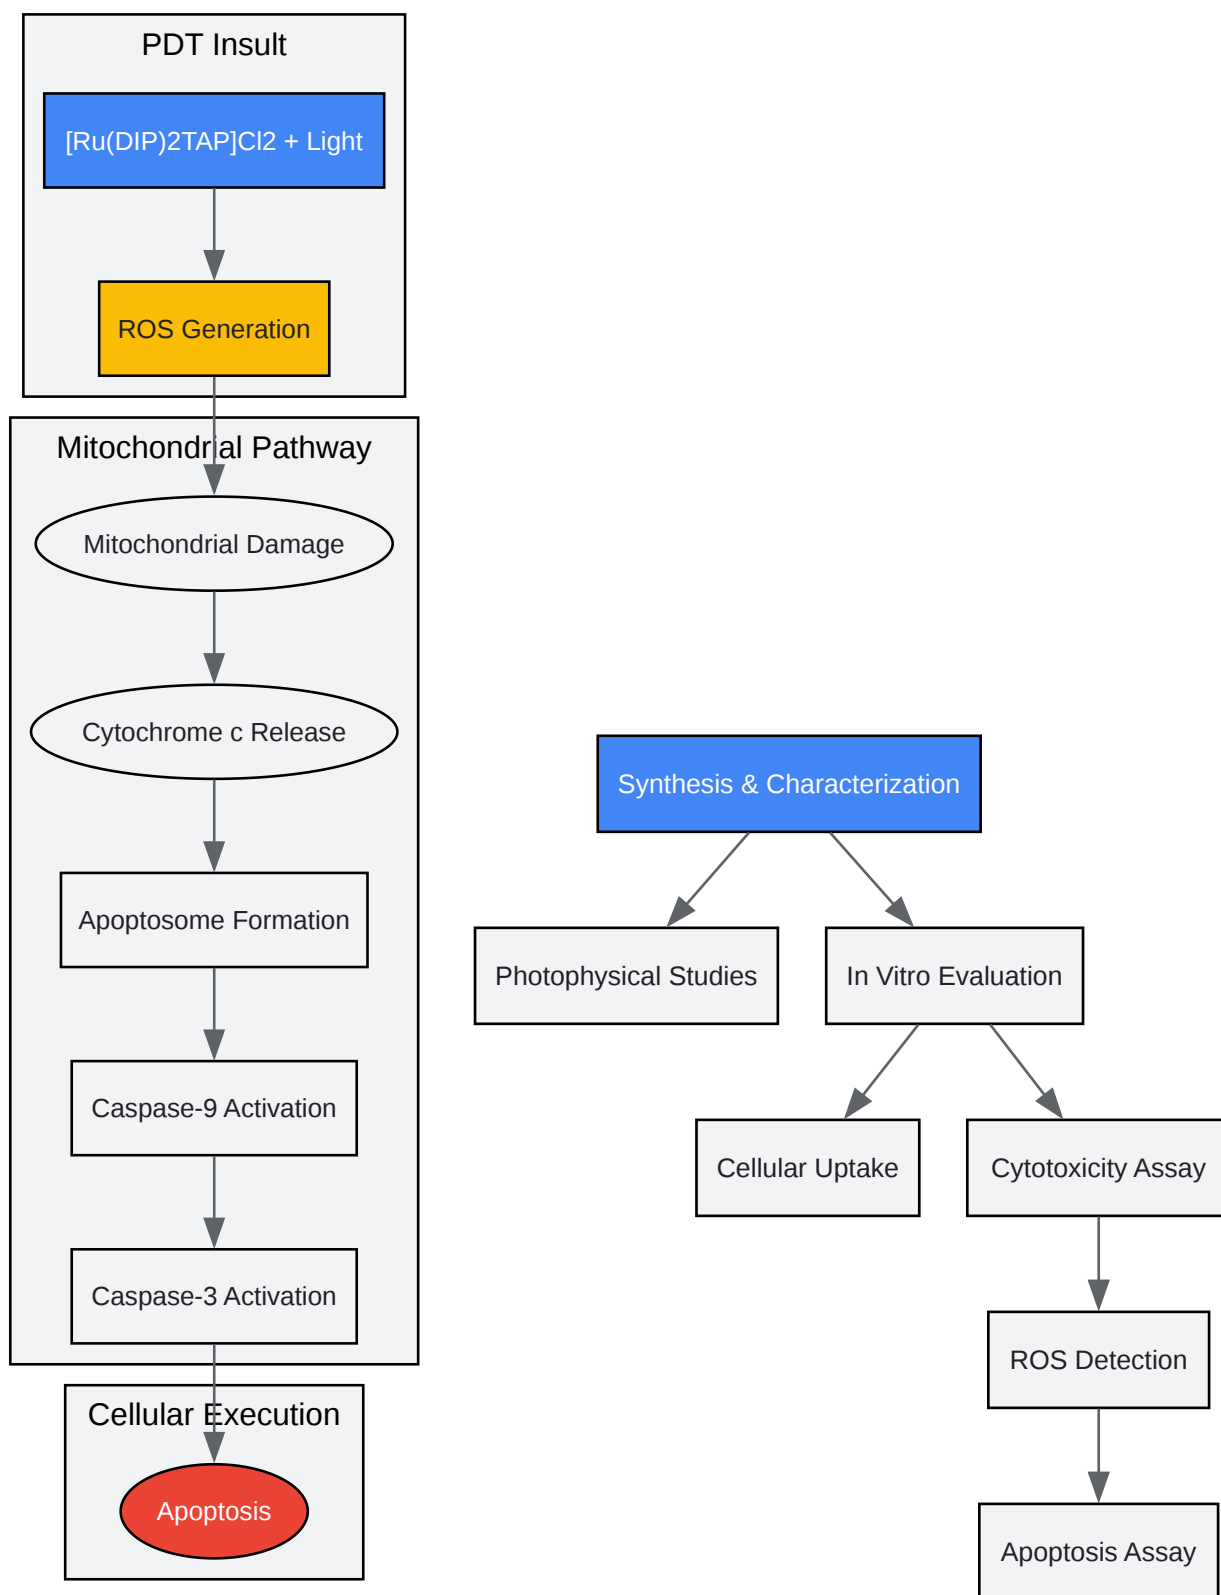 PDT Insult
[Ru(DIP)2TAP]Cl2 + Light
ROS Generation
Mitochondrial Pathway
Mitochondrial Damage
Cytochrome c Release
Apoptosome Formation
Caspase-9 Activation
Caspase-3 Activation
Cellular Execution
Apoptosis
Synthesis & Characterization
Photophysical Studies
In Vitro Evaluation
Cellular Uptake
Cytotoxicity Assay
ROS Detection
Apoptosis Assay